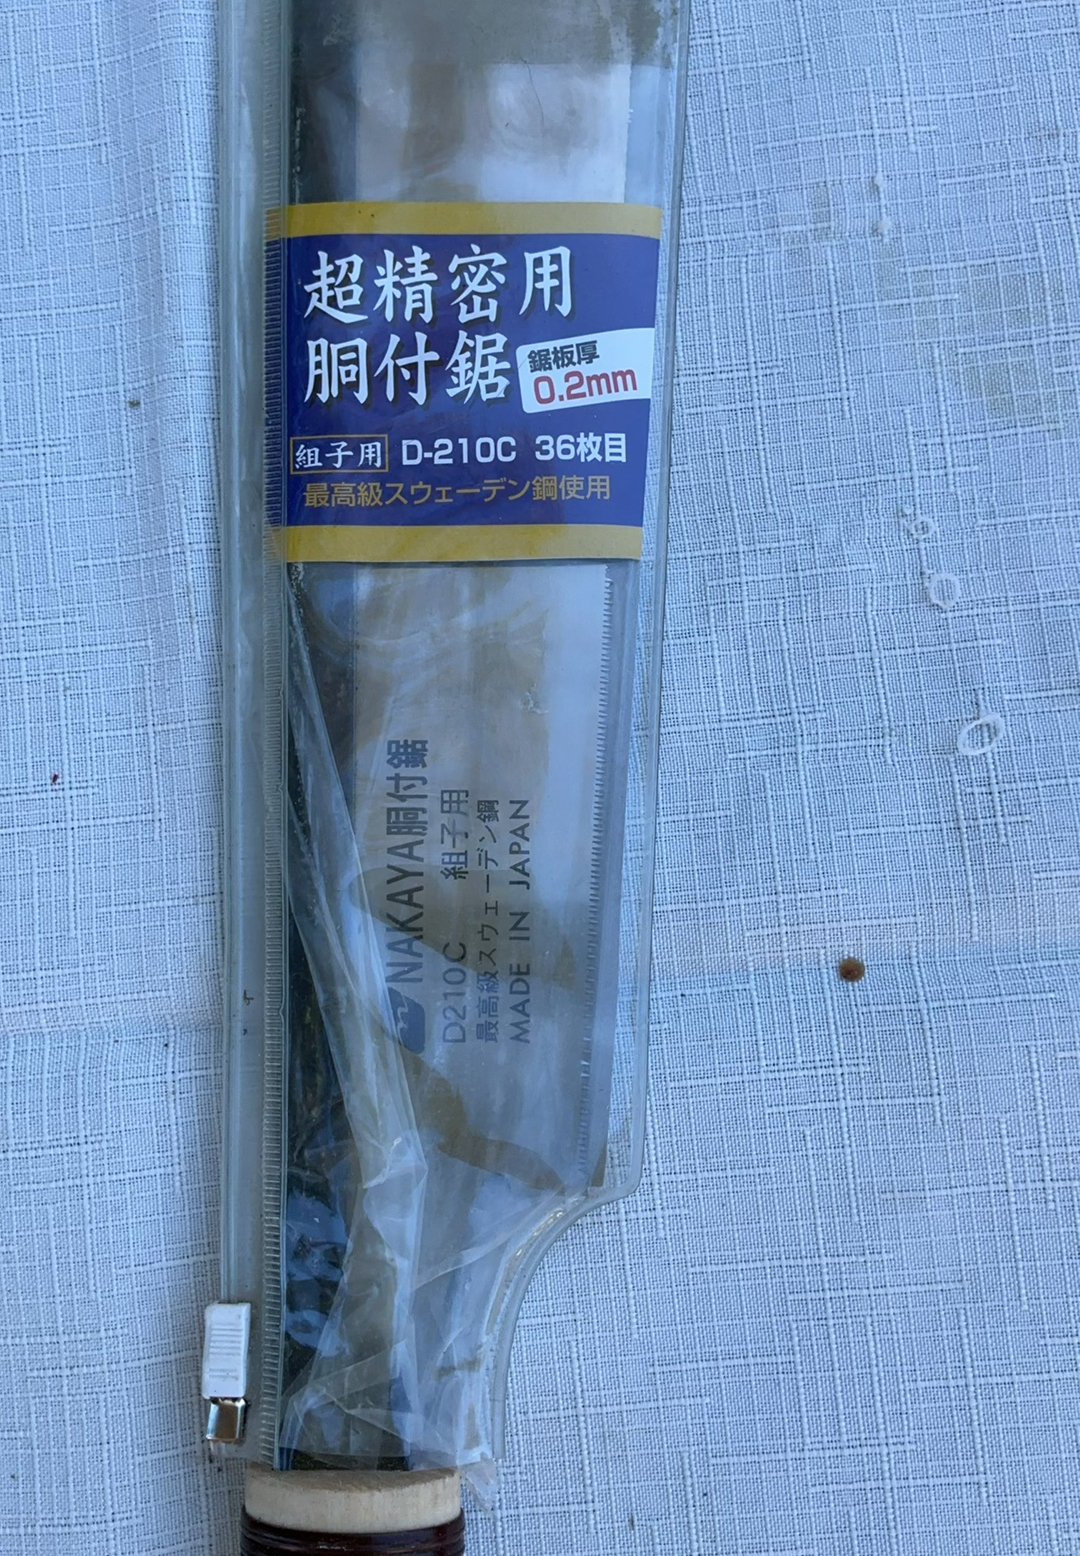 超精密用
胴付鋸
鋸板厚
0.2mm
組子用 D-210C 36枚目
最高級スウェーデン鋼使用
NAKAYA胴付鋸
D210C 組子用
最高級スウェーデン鋼
MADE IN JAPAN